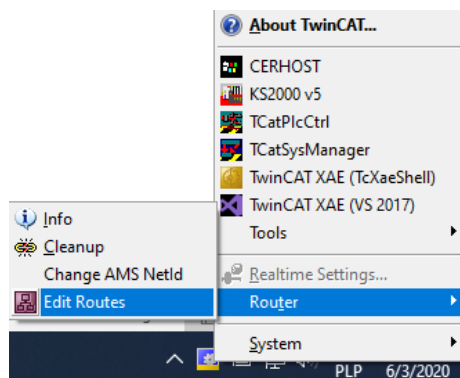 About TwinCAT...
CERHOST
KS2000 v5
TCatPlcCtrl
TCatSysManager
TwinCAT XAE (TcXaeShell)
TwinCAT XAE (VS 2017)
Tools
Realtime Settings...
Router
System
Info
Cleanup
Change AMS NetId
Edit Routes
PLP 6/3/2020